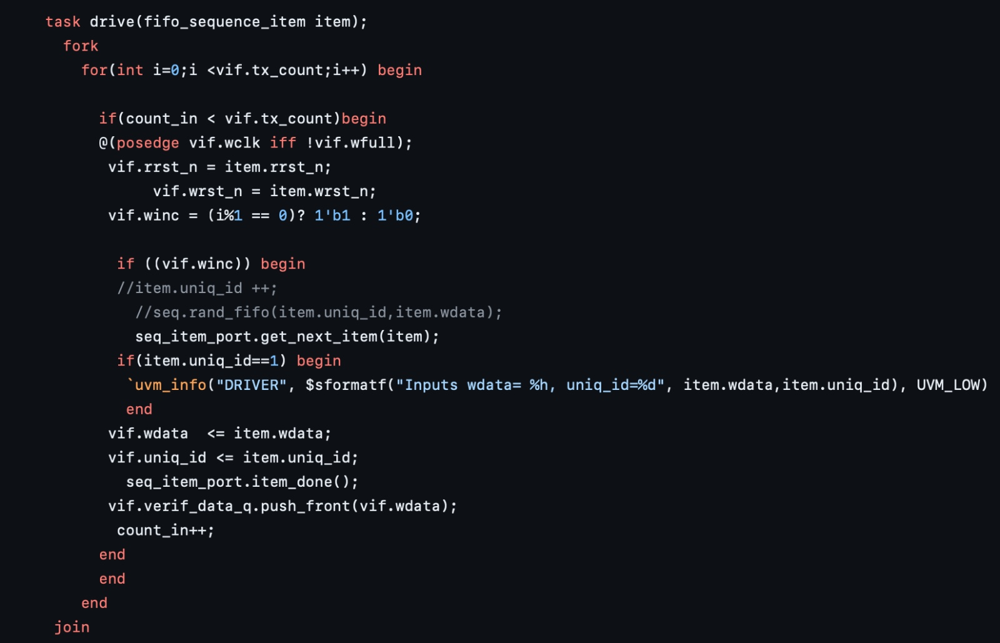 task drive(fifo_sequence_item item);
fork
for(int i=0;i <vif.tx_count;i++) begin
if(count_in < vif.tx_count)begin
@(posedge vif.wclk iff !vif.wfull);
vif.rrst_n = item.rrst_n;
vif.wrst_n = item.wrst_n;
vif.winc = (i%1 == 0)? 1'b1 : 1'b0;
if ((vif.winc)) begin
//item.uniq_id ++;
//seq.rand_fifo(item.uniq_id,item.wdata);
seq_item_port.get_next_item(item);
if(item.uniq_id==1) begin
`uvm_info("DRIVER", $sformatf("Inputs wdata= %h, uniq_id=%d", item.wdata,item.uniq_id), UVM_LOW)
end
vif.wdata  <= item.wdata;
vif.uniq_id <= item.uniq_id;
seq_item_port.item_done();
vif.verif_data_q.push_front(vif.wdata);
count_in++;
end
end
end
join